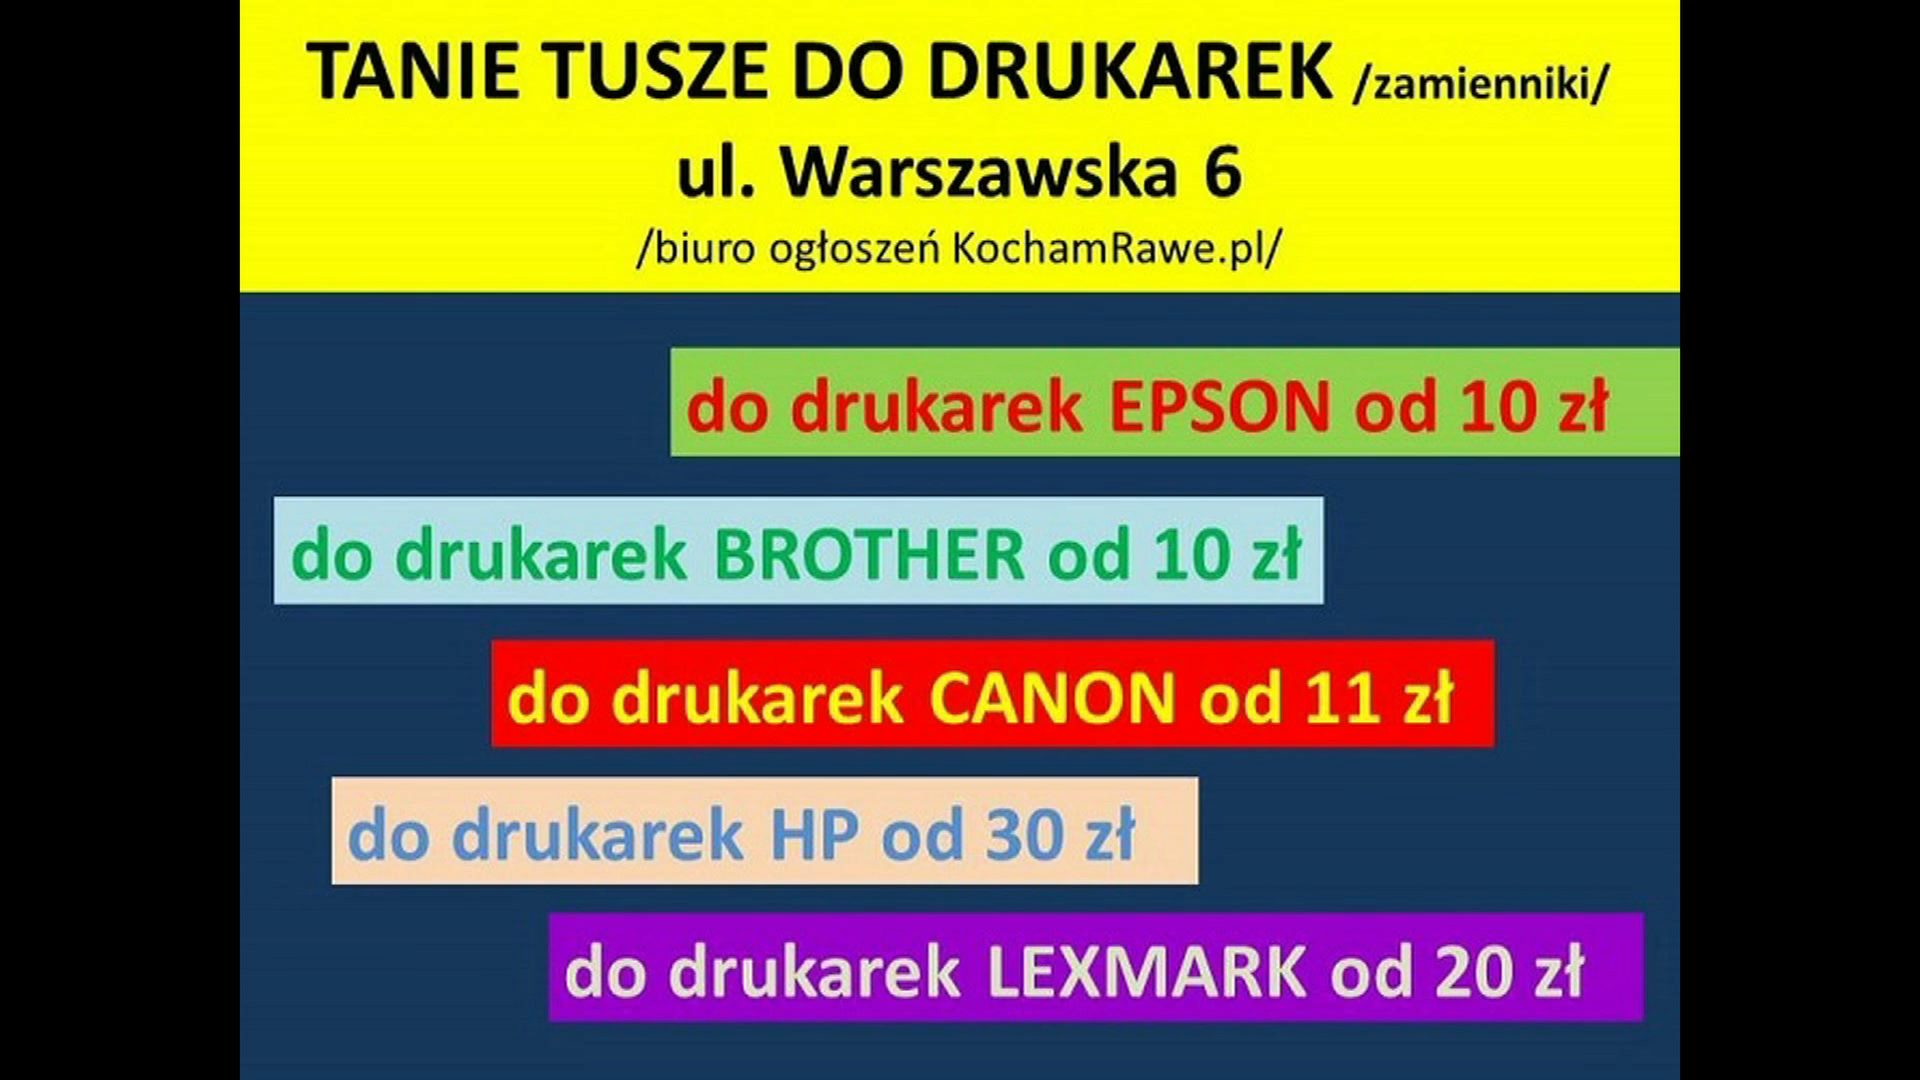 TANIE TUSZE DO DRUKAREK /zamienniki/
ul. Warszawska 6
/biuro ogłoszeń KochamRawe.pl/
do drukarek EPSON od 10 zł
do drukarek BROTHER od 10 zł
do drukarek CANON od 11 zł
do drukarek HP od 30 zł
do drukarek LEXMARK od 20 zł